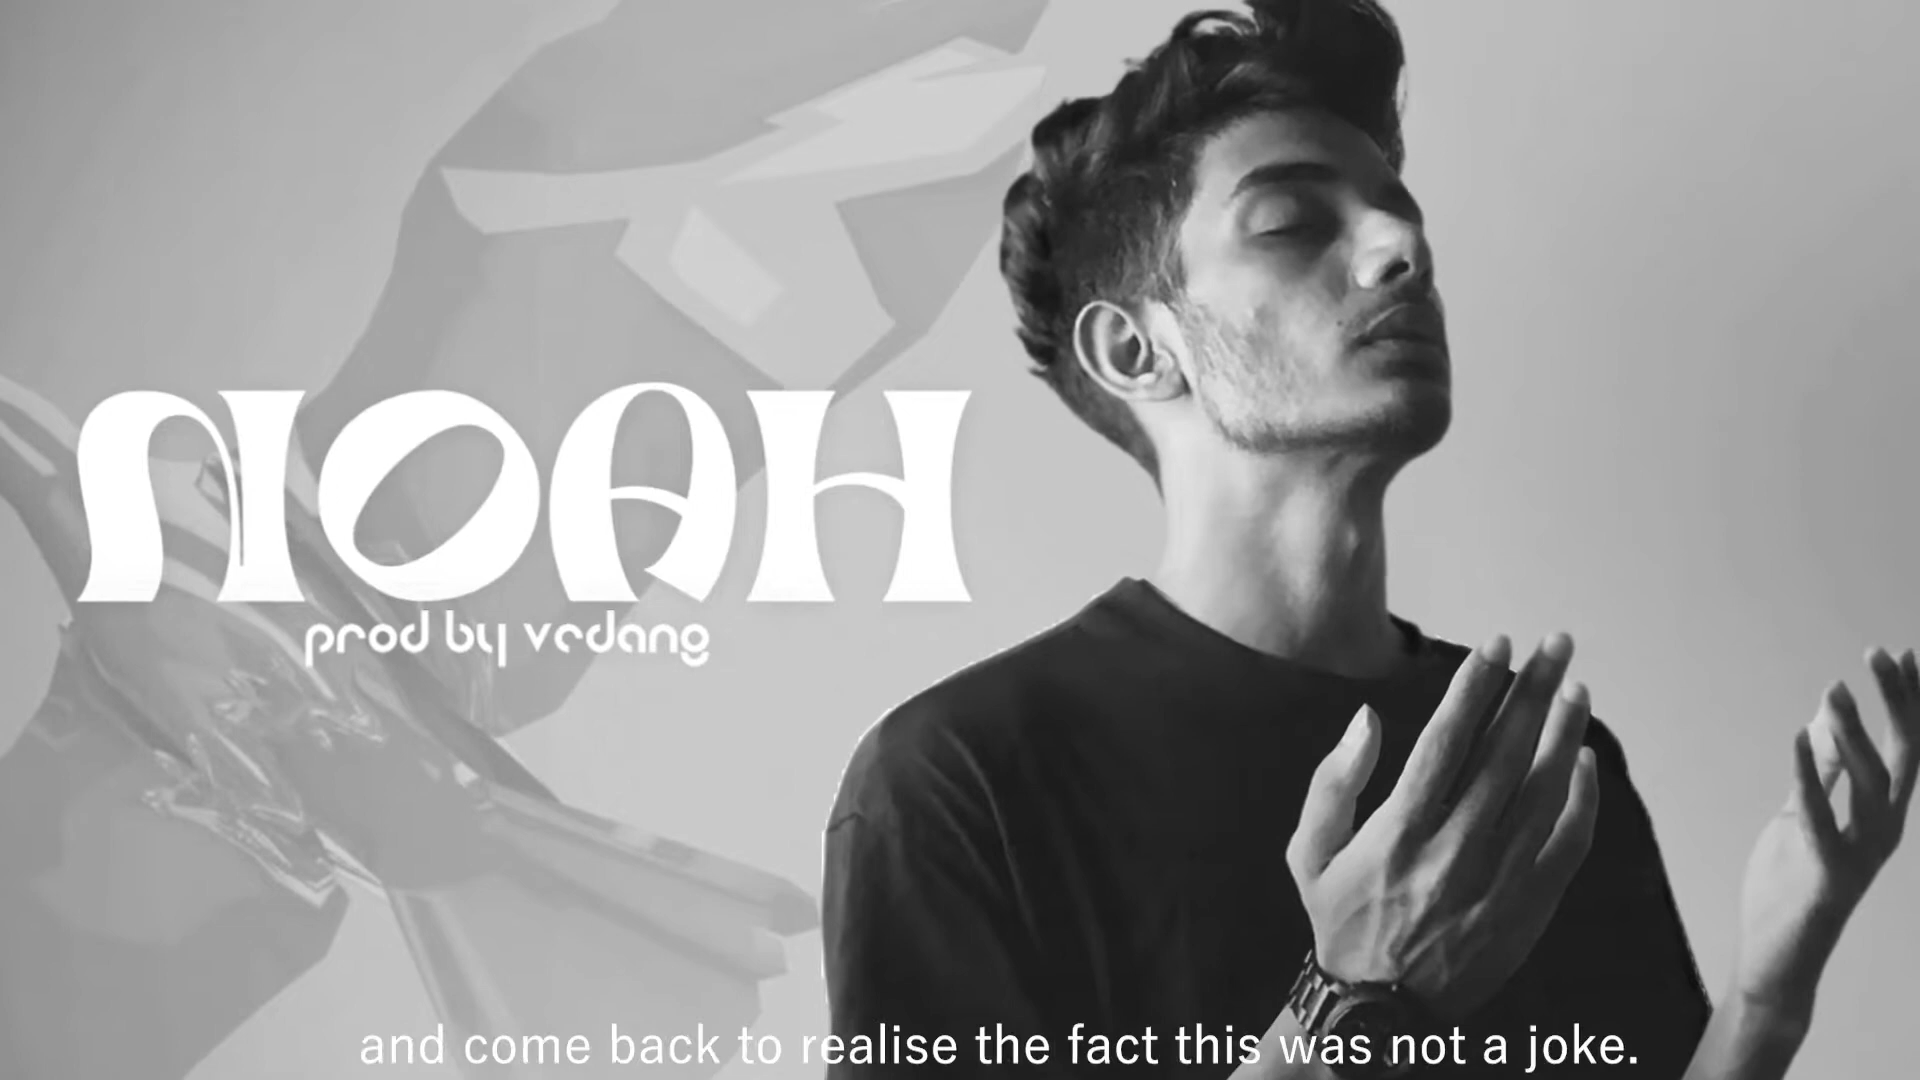 NOAH
prod by vedang
and come back to realise the fact this was not a joke.